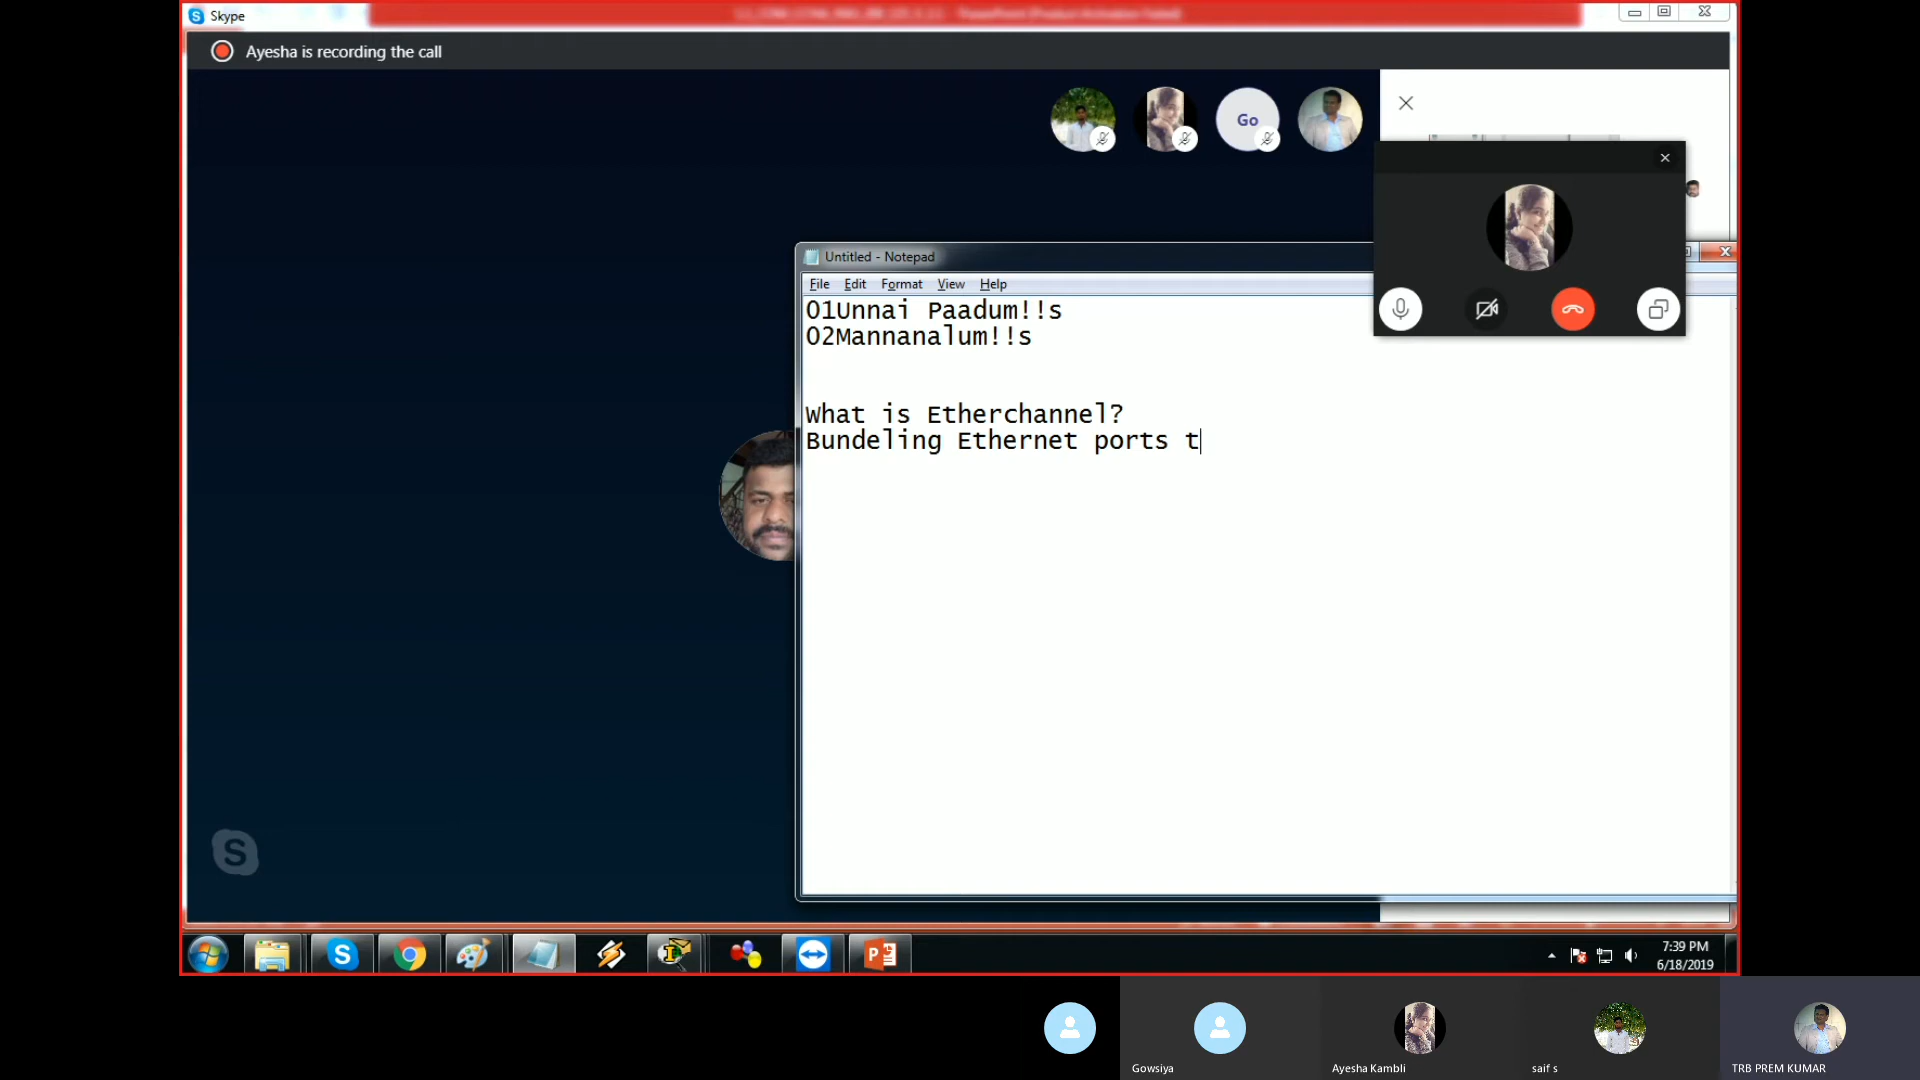 Skype
Ayesha is recording the call
Go
Untitled - Notepad
File Edit Format View Help
01Unnai Paadum!!s
02Mannanalum!!s
What is Etherchannel?
Bundeling Ethernet ports t
7:39 PM
6/18/2019
Gowsiya
Ayesha Kambli
saif s
TRB PREM KUMAR